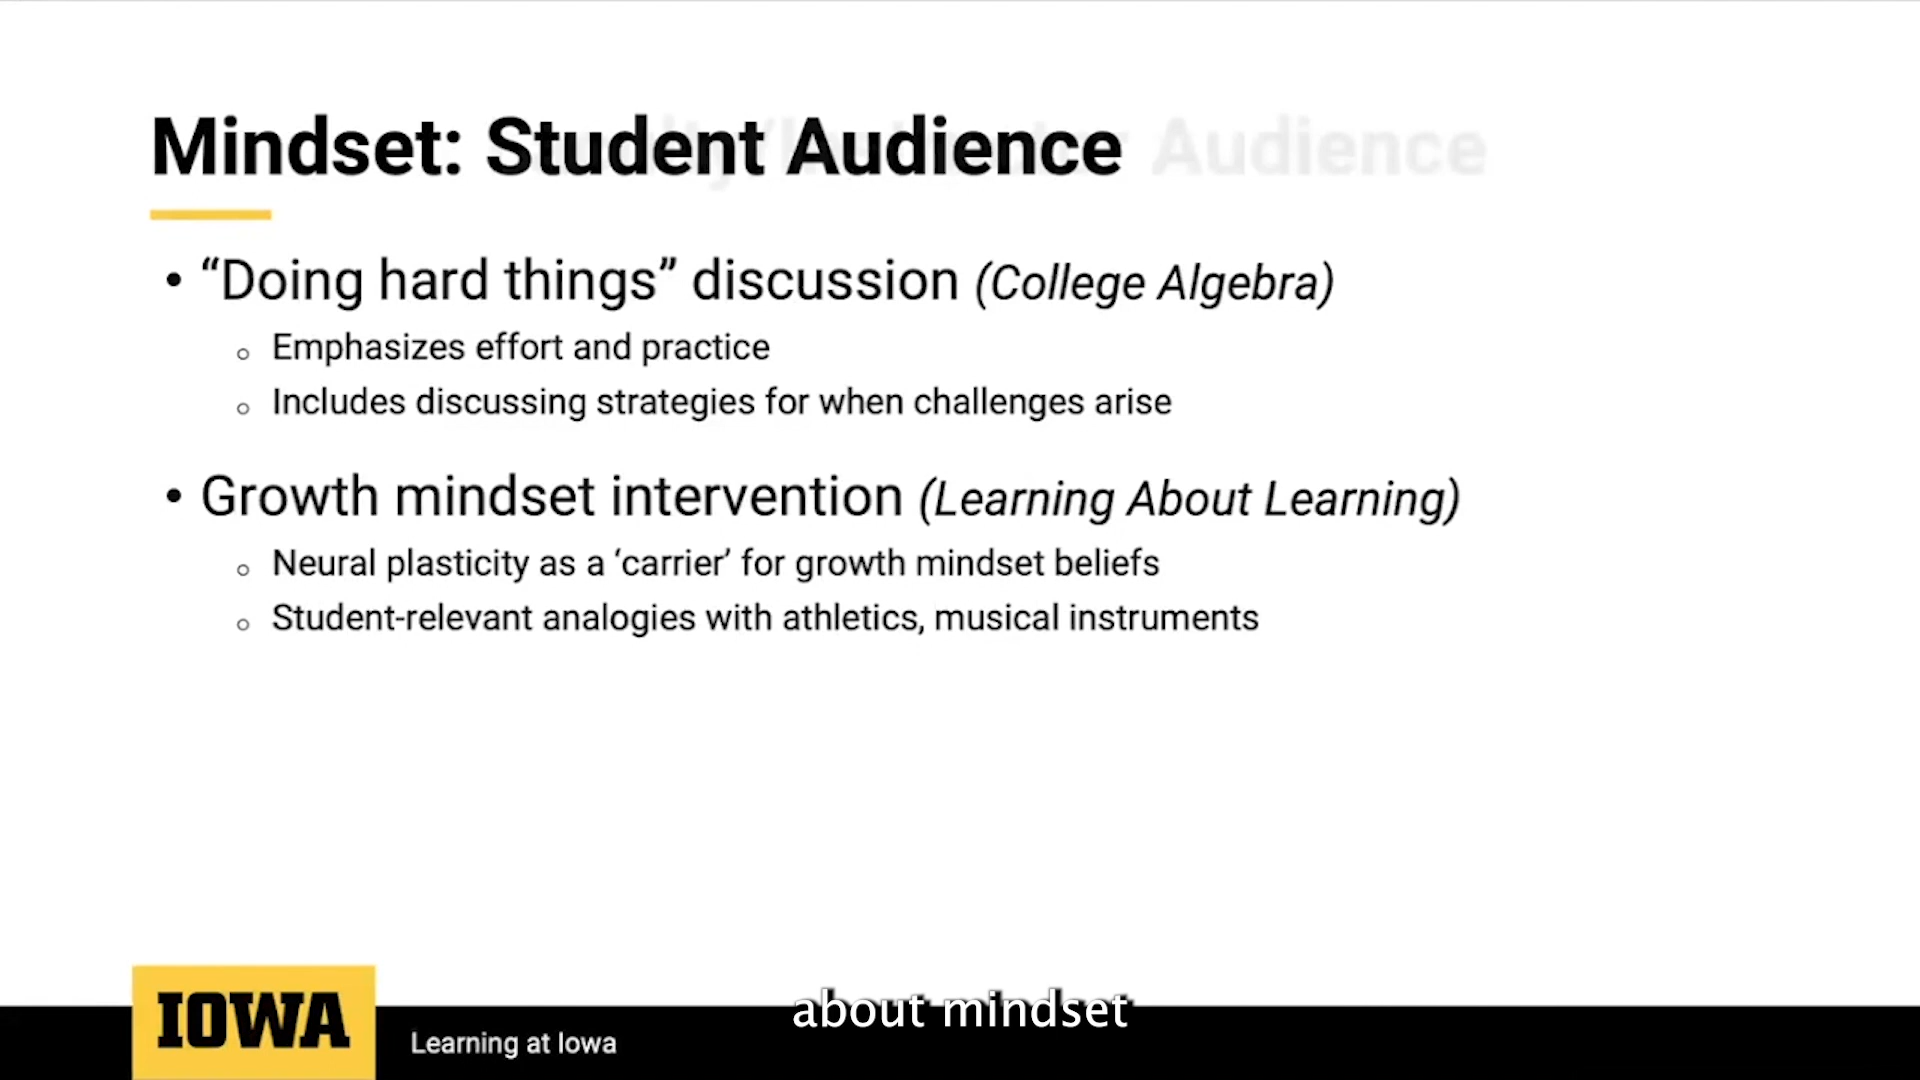 Mindset: Student Audience Audience
• “Doing hard things” discussion (College Algebra)
○ Emphasizes effort and practice
○ Includes discussing strategies for when challenges arise
• Growth mindset intervention (Learning About Learning)
○ Neural plasticity as a ‘carrier’ for growth mindset beliefs
○ Student-relevant analogies with athletics, musical instruments
about mindset
IOWA
Learning at Iowa